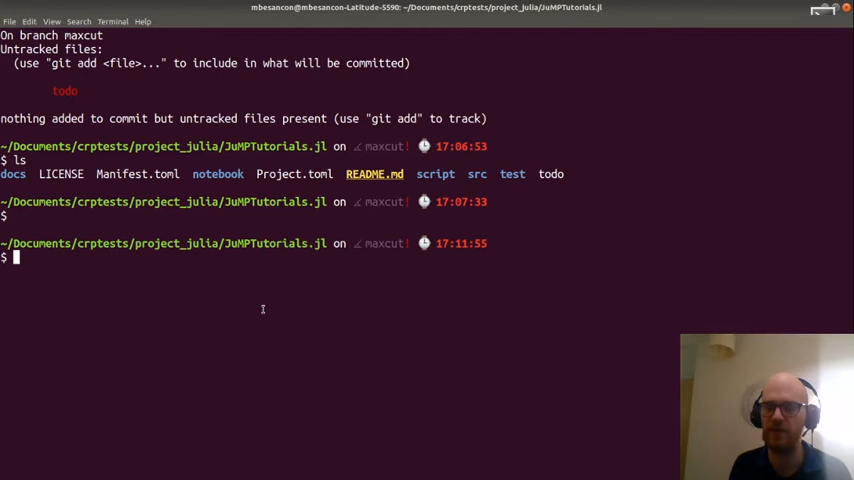 mbesancon@mbesancon-Latitude-5590: ~/Documents/crptests/project_julia/JuMPTutorials.jl
File Edit View Search Terminal Help
On branch maxcut
Untracked files:
(use "git add <file>..." to include in what will be committed)
todo
nothing added to commit but untracked files present (use "git add" to track)
~/Documents/crptests/project_julia/JuMPTutorials.jl on maxcut! 17:06:53
$ ls
docs LICENSE Manifest.toml notebook Project.toml README.md script src test todo
~/Documents/crptests/project_julia/JuMPTutorials.jl on maxcut! 17:07:33
$
~/Documents/crptests/project_julia/JuMPTutorials.jl on maxcut! 17:11:55
$